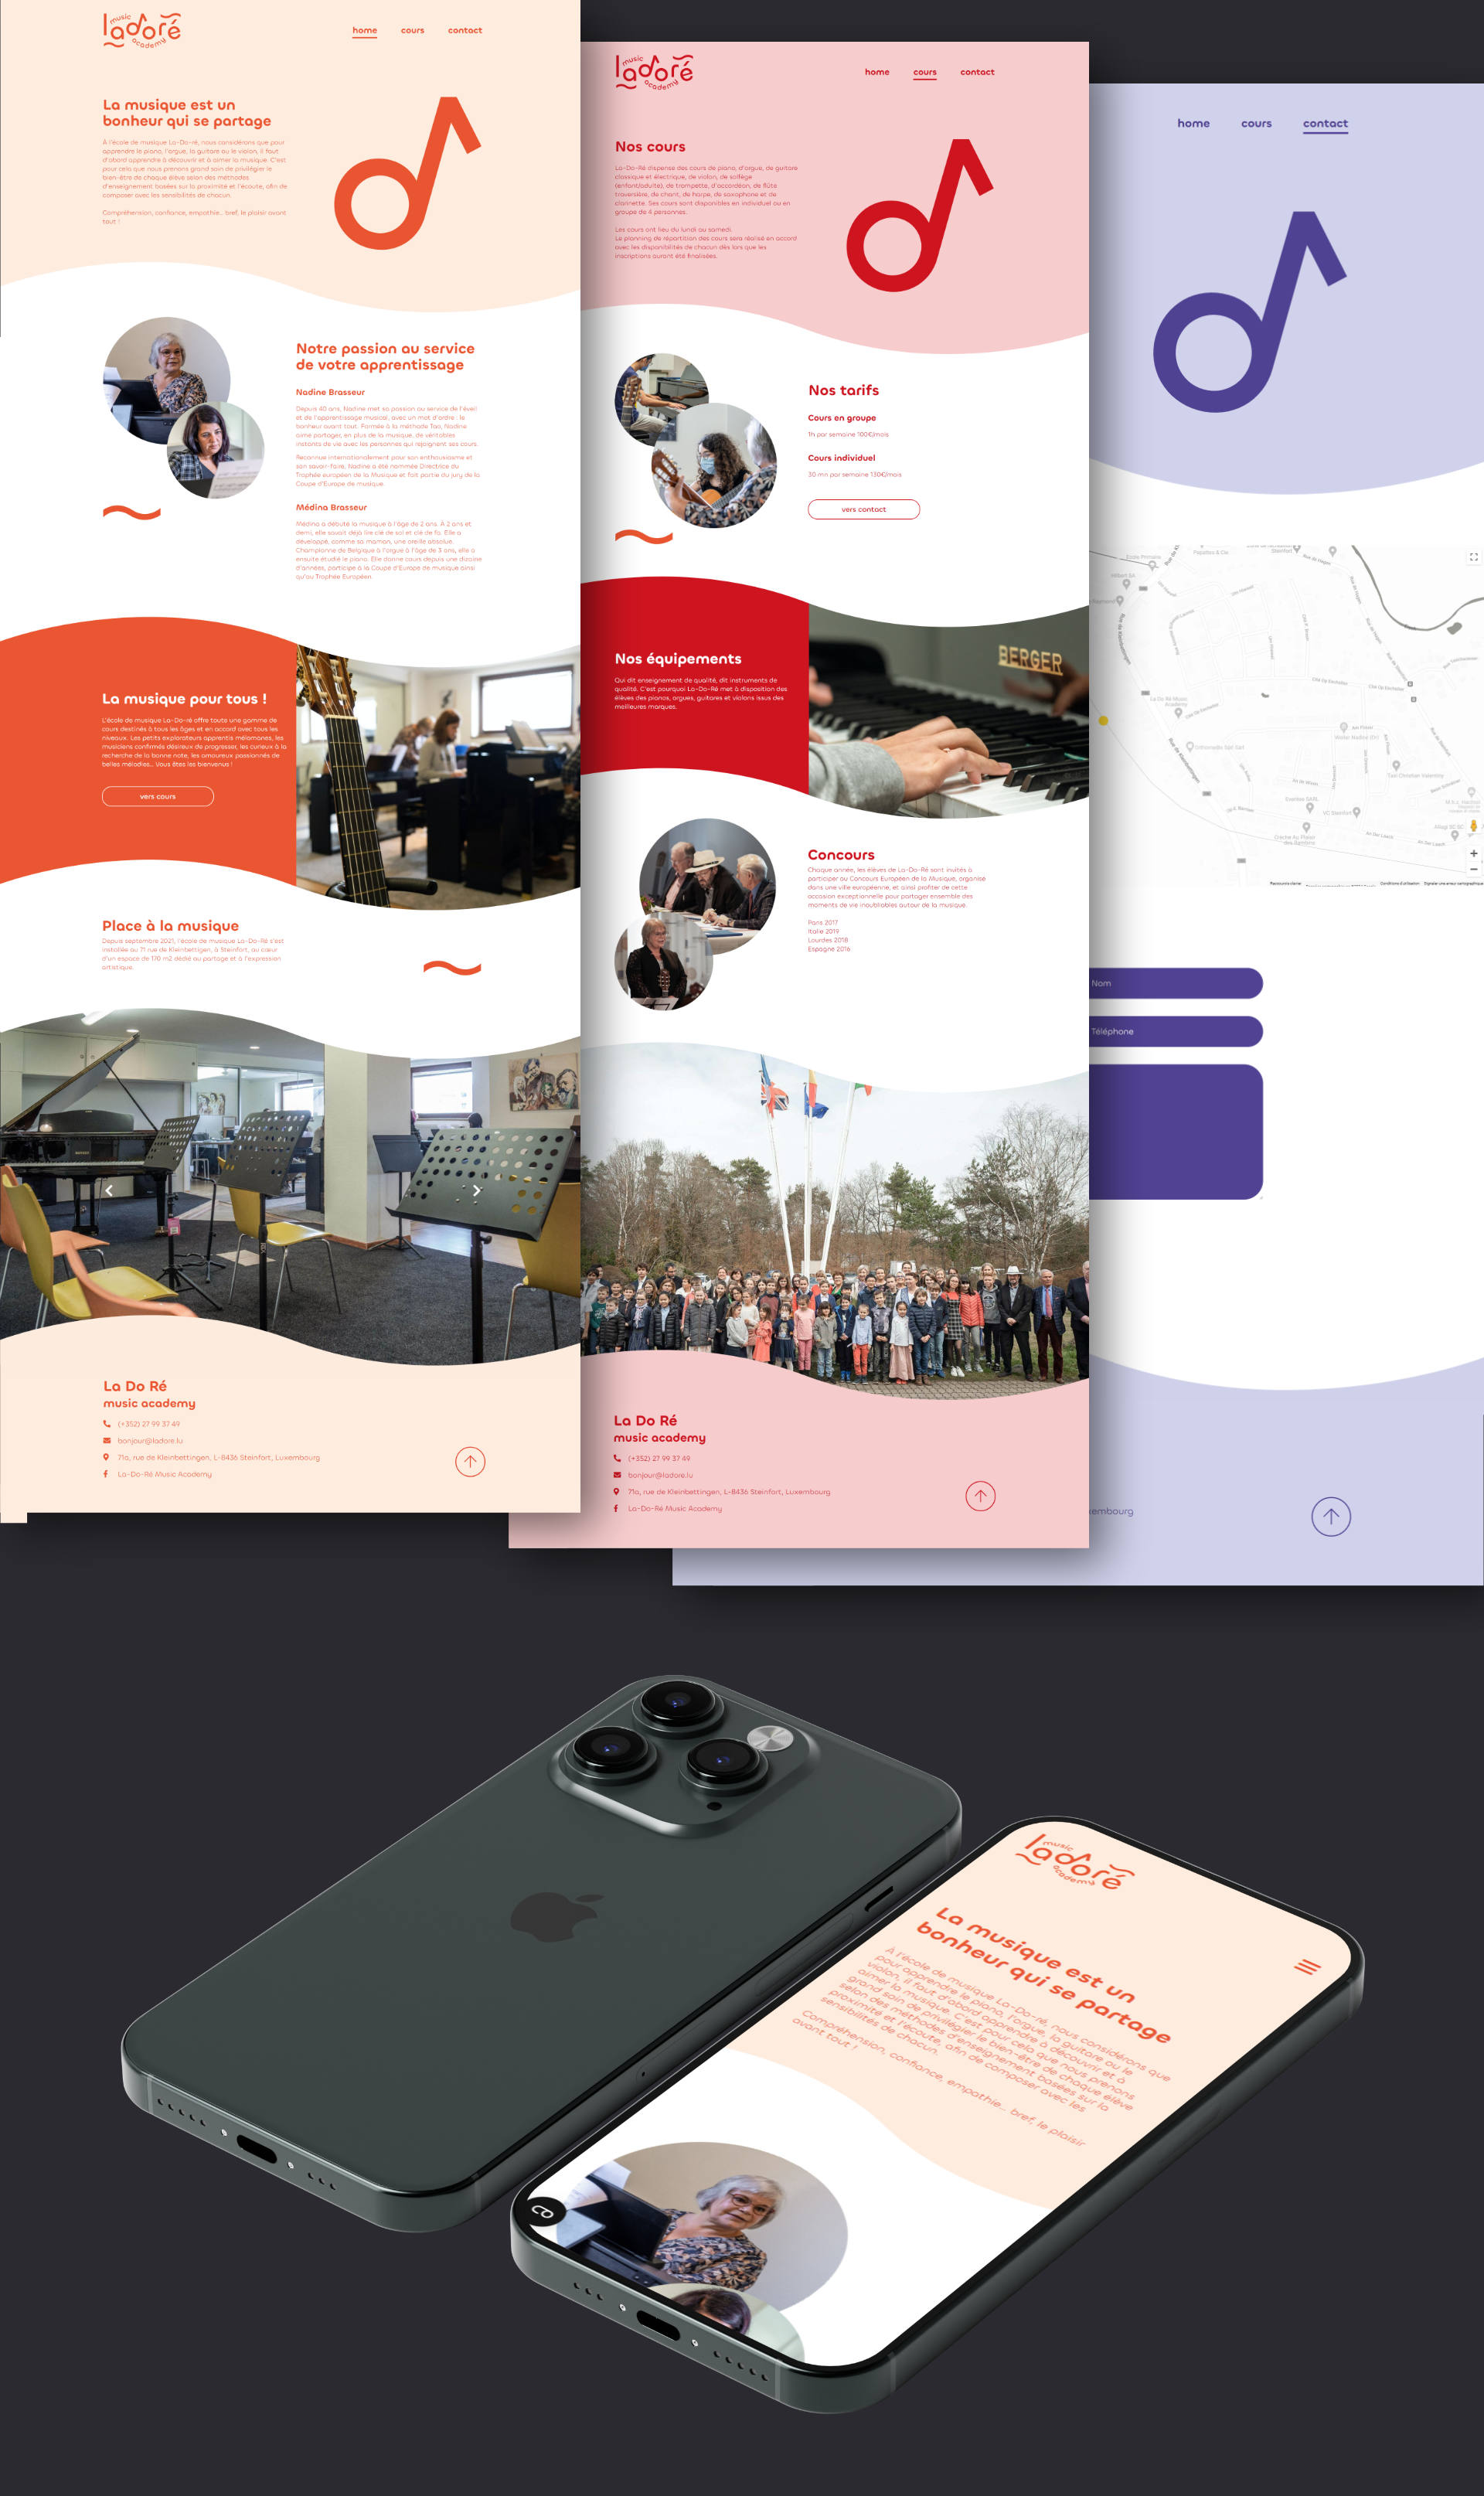 music
ladoré
academy
home cours contact
La musique est un
bonheur qui se partage
À l'école de musique La-Do-ré, nous considérons que pour
apprendre le piano, l'orgue, la guitare ou le violon, il faut
d'abord apprendre à découvrir et à aimer la musique. C'est
pour cela que nous prenons grand soin de privilégier le
bien-être de chaque élève selon des méthodes
d'enseignement basées sur la proximité et l'écoute, afin de
composer avec les sensibilités de chacun.
Compréhension, confiance, empathie... bref, le plaisir avant
tout !
Notre passion au service
de votre apprentissage
Nadine Brasseur
Depuis 40 ans, Nadine met sa passion au service de l'éveil
et de l'apprentissage musical, avec un mot d'ordre : le
bonheur avant tout. Formée à la méthode Tao, Nadine
aime partager, en plus de la musique, de véritables
instants de vie avec les personnes qui rejoignent ses cours.
Reconnue internationalement pour son enthousiasme et
son savoir-faire, Nadine a été nommée Directrice du
Trophée européen de la Musique et fait partie du jury de la
Coupe d'Europe de musique.
Médina Brasseur
Médina a débuté la musique à l'âge de 2 ans. À 2 ans et
demi, elle savait déjà lire clé de sol et clé de fa. Elle a
développé, comme sa maman, une oreille absolue.
Championne de Belgique à l'orgue à l'âge de 3 ans, elle a
ensuite étudié le piano. Elle donne cours depuis une dizaine
d'années, participe à la Coupe d'Europe de musique ainsi
qu'au Trophée Européen.
La musique pour tous !
L'école de musique La-Do-ré offre toute une gamme de
cours destinés à tous les âges et en accord avec tous les
niveaux. Les petits explorateurs apprentis mélomanes, les
musiciens confirmés désireux de progresser, les curieux à la
recherche de la bonne note, les amoureux passionnés de
belles mélodies... Vous êtes les bienvenus !
vers cours
Place à la musique
Depuis septembre 2021, l'école de musique La-Do-Ré s'est
installée au 71 rue de Kleinbettigen, à Steinfort, au cœur
d'un espace de 170 m2 dédié au partage et à l'expression
artistique.
La Do Ré
music academy
(+352) 27 99 37 49
bonjour@ladore.lu
71a, rue de Kleinbettingen, L-8436 Steinfort, Luxembourg
La-Do-Ré Music Academy
music
ladoré
academy
home cours contact
Nos cours
La-Do-Ré dispense des cours de piano, d'orgue, de guitare
classique et électrique, de violon, de solfège
(enfant/adulte), de trompette, d'accordéon, de flûte
traversière, de chant, de harpe, de saxophone et de
clarinette. Ses cours sont disponibles en individuel ou en
groupe de 4 personnes.
Les cours ont lieu du lundi au samedi.
Le planning de répartition des cours sera réalisé en accord
avec les disponibilités de chacun dès lors que les
inscriptions auront été finalisées.
Nos tarifs
Cours en groupe
1h par semaine 100€/mois
Cours individuel
30 mn par semaine 130€/mois
vers contact
Nos équipements
Qui dit enseignement de qualité, dit instruments de
qualité. C'est pourquoi La-Do-Ré met à disposition des
élèves des pianos, orgues, guitares et violons issus des
meilleures marques.
BERGER
Concours
Chaque année, les élèves de La-Do-Ré sont invités à
participer au Concours Européen de la Musique, organisé
dans une ville européenne, et ainsi profiter de cette
occasion exceptionnelle pour partager ensemble des
moments de vie inoubliables autour de la musique.
Paris 2017
Italie 2019
Lourdes 2018
Espagne 2016
La Do Ré
music academy
(+352) 27 99 37 49
bonjour@ladore.lu
71a, rue de Kleinbettingen, L-8436 Steinfort, Luxembourg
La-Do-Ré Music Academy
home cours contact
La Do Ré Music
Academy
Rue de Kleinbettingen
VC Steinfort
Nom
Téléphone
embourg
music
ladoré
academy
La musique est un
bonheur qui se partage
À l'école de musique La-Do-ré, nous considérons que
pour apprendre le piano, l'orgue, la guitare ou le
violon, il faut d'abord apprendre à découvrir et à
aimer la musique. C'est pour cela que nous prenons
grand soin de privilégier le bien-être de chaque élève
selon des méthodes d'enseignement basées sur la
proximité et l'écoute, afin de composer avec les
sensibilités de chacun.
Compréhension, confiance, empathie... bref, le plaisir
avant tout !